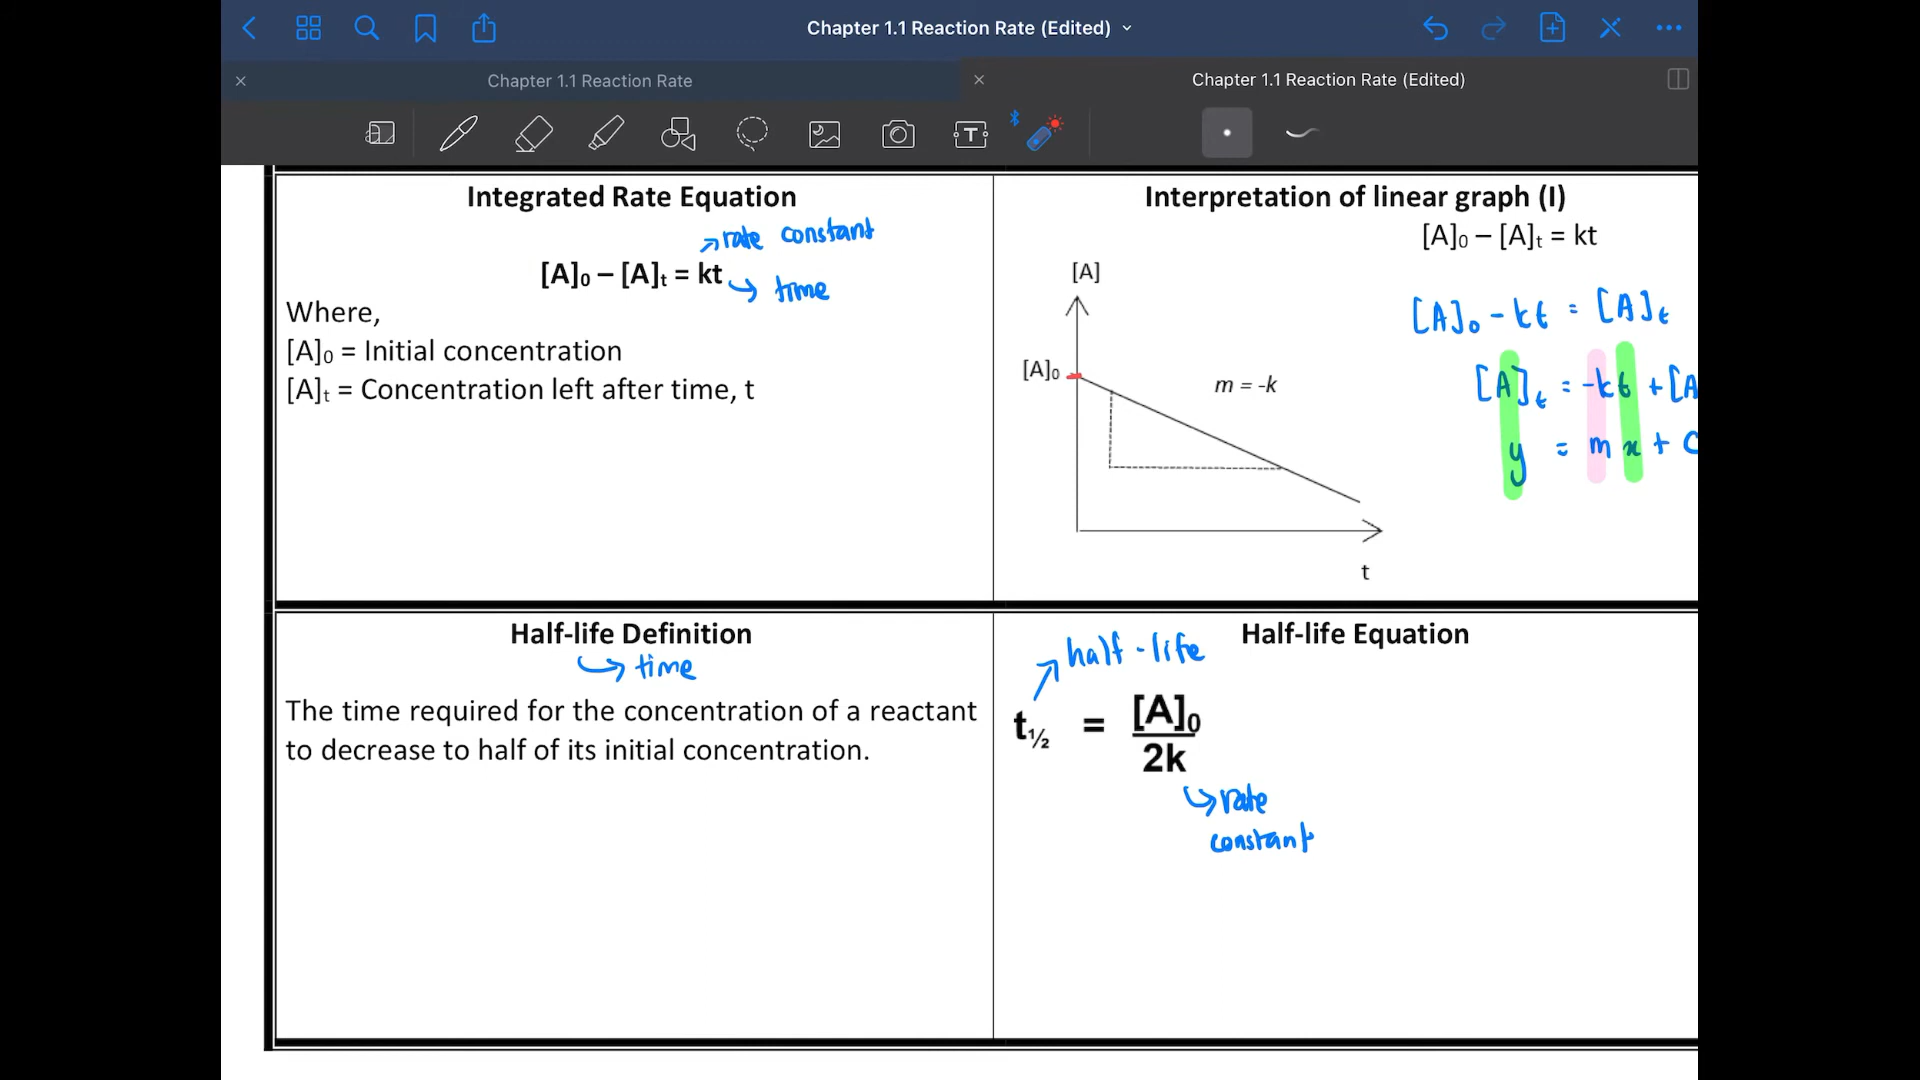 Chapter 1.1 Reaction Rate (Edited)
Chapter 1.1 Reaction Rate
Chapter 1.1 Reaction Rate (Edited)
Integrated Rate Equation
rate constant
[A]₀ – [A]ₜ = kt
time
Where,
[A]₀ = Initial concentration
[A]ₜ = Concentration left after time, t
Interpretation of linear graph (I)
[A]₀ – [A]ₜ = kt
[A]
[A]₀ - kt = [A]ₜ
[A]₀
m = -k
[A]ₜ = -kt + [A
y = mx + C
t
Half-life Definition
time
The time required for the concentration of a reactant
to decrease to half of its initial concentration.
Half-life Equation
half-life
t½ = [A]₀
2k
rate
constant